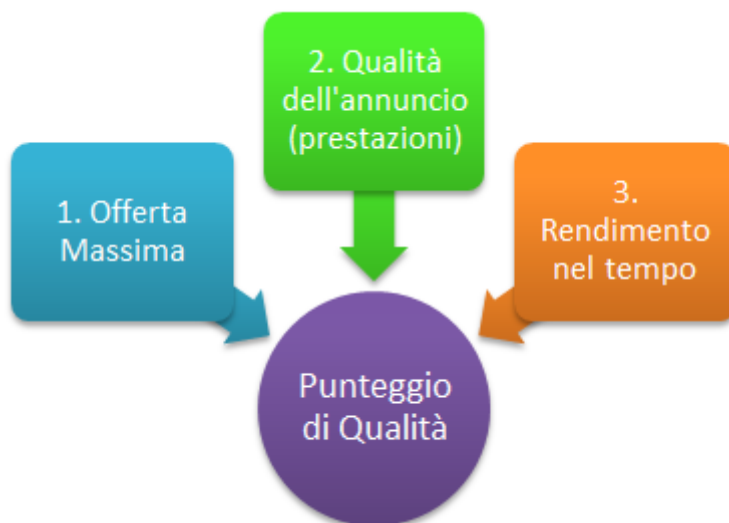 1. Offerta
Massima
2. Qualità
dell'annuncio
(prestazioni)
3.
Rendimento
nel tempo
Punteggio
di Qualità